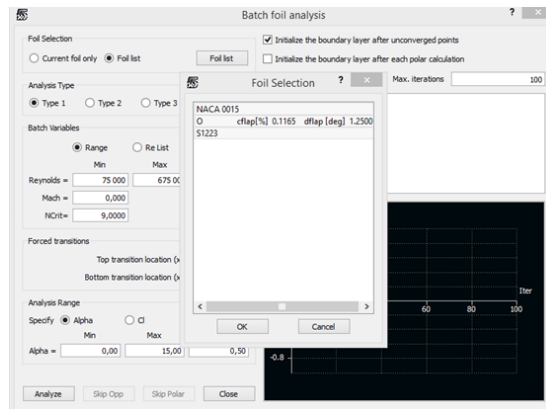 Batch foil analysis
? ×
Foil Selection
Current foil only Foil list Foil list
Initialize the boundary layer after unconverged points
Initialize the boundary layer after each polar calculation
Max. iterations 100
Analysis Type
Type 1 Type 2 Type 3
Batch Variables
Range Re List
Min Max
Reynolds = 75 000 675 00
Mach = 0,000
NCrit= 9,0000
Forced transitions
Top transition location (x
Bottom transition location (x
Analysis Range
Specify Alpha Cl
Min Max
Alpha = 0,00 15,00 0,50
Analyze Skip Opp Skip Polar Close
Foil Selection ? ×
NACA 0015
O cflap[%] 0.1165 dflap [deg] 1.2500
S1223
OK Cancel
Iter
60 80 100
-0.8